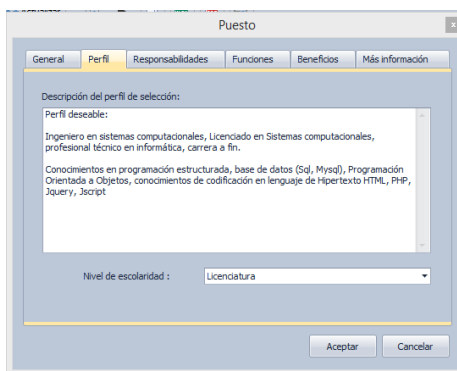 Puesto
x
General Perfil Responsabilidades Funciones Beneficios Más información
Descripción del perfil de selección:
Perfil deseable:
Ingeniero en sistemas computacionales, Licenciado en Sistemas computacionales,
profesional técnico en informática, carrera a fin.
Conocimientos en programación estructurada, base de datos (Sql, Mysql), Programación
Orientada a Objetos, conocimientos de codificación en lenguaje de Hipertexto HTML, PHP,
Jquery, Jscript
Nivel de escolaridad : Licenciatura
Aceptar Cancelar